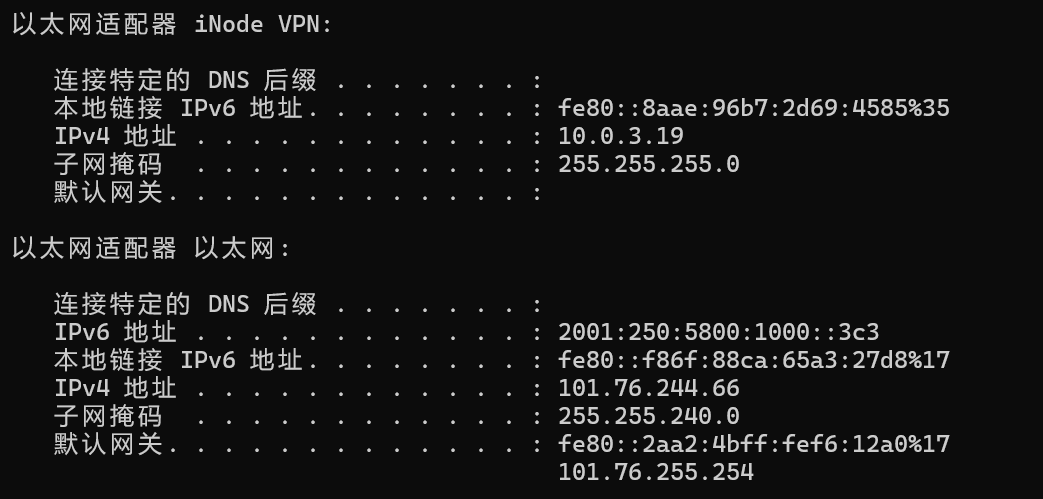 以太网适配器 iNode VPN:
连接特定的 DNS 后缀 . . . . . . . :
本地链接 IPv6 地址. . . . . . . . : fe80::8aae:96b7:2d69:4585%35
IPv4 地址 . . . . . . . . . . . . : 10.0.3.19
子网掩码  . . . . . . . . . . . . : 255.255.255.0
默认网关. . . . . . . . . . . . . :
以太网适配器 以太网:
连接特定的 DNS 后缀 . . . . . . . :
IPv6 地址 . . . . . . . . . . . . : 2001:250:5800:1000::3c3
本地链接 IPv6 地址. . . . . . . . : fe80::f86f:88ca:65a3:27d8%17
IPv4 地址 . . . . . . . . . . . . : 101.76.244.66
子网掩码  . . . . . . . . . . . . : 255.255.240.0
默认网关. . . . . . . . . . . . . : fe80::2aa2:4bff:fef6:12a0%17
101.76.255.254